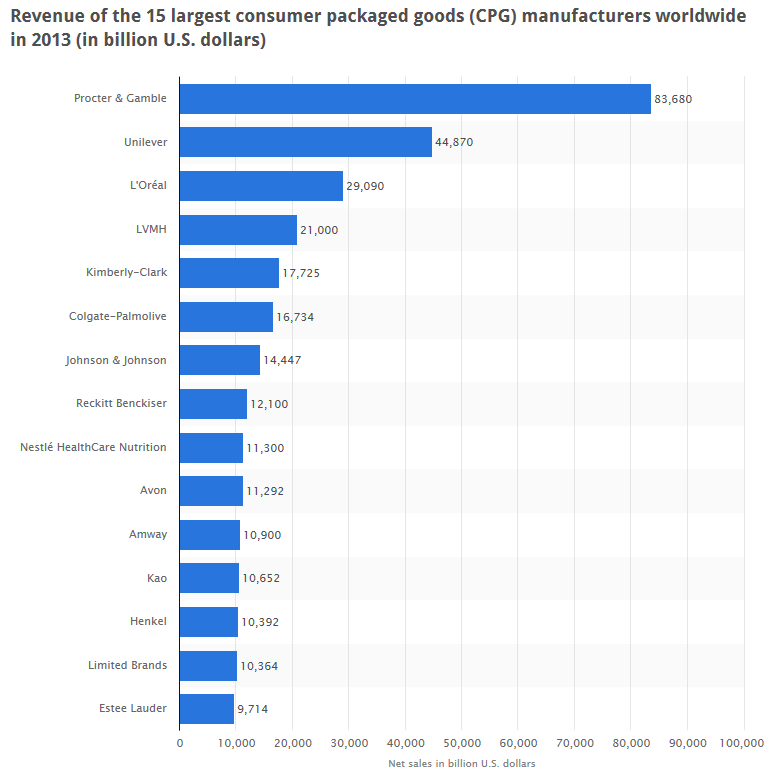 Revenue of the 15 largest consumer packaged goods (CPG) manufacturers worldwide
in 2013 (in billion U.S. dollars)
Procter & Gamble 83,680
Unilever 44,870
L'Oréal 29,090
LVMH 21,000
Kimberly-Clark 17,725
Colgate-Palmolive 16,734
Johnson & Johnson 14,447
Reckitt Benckiser 12,100
Nestlé HealthCare Nutrition 11,300
Avon 11,292
Amway 10,900
Kao 10,652
Henkel 10,392
Limited Brands 10,364
Estee Lauder 9,714
0 10,000 20,000 30,000 40,000 50,000 60,000 70,000 80,000 90,000 100,000
Net sales in billion U.S. dollars